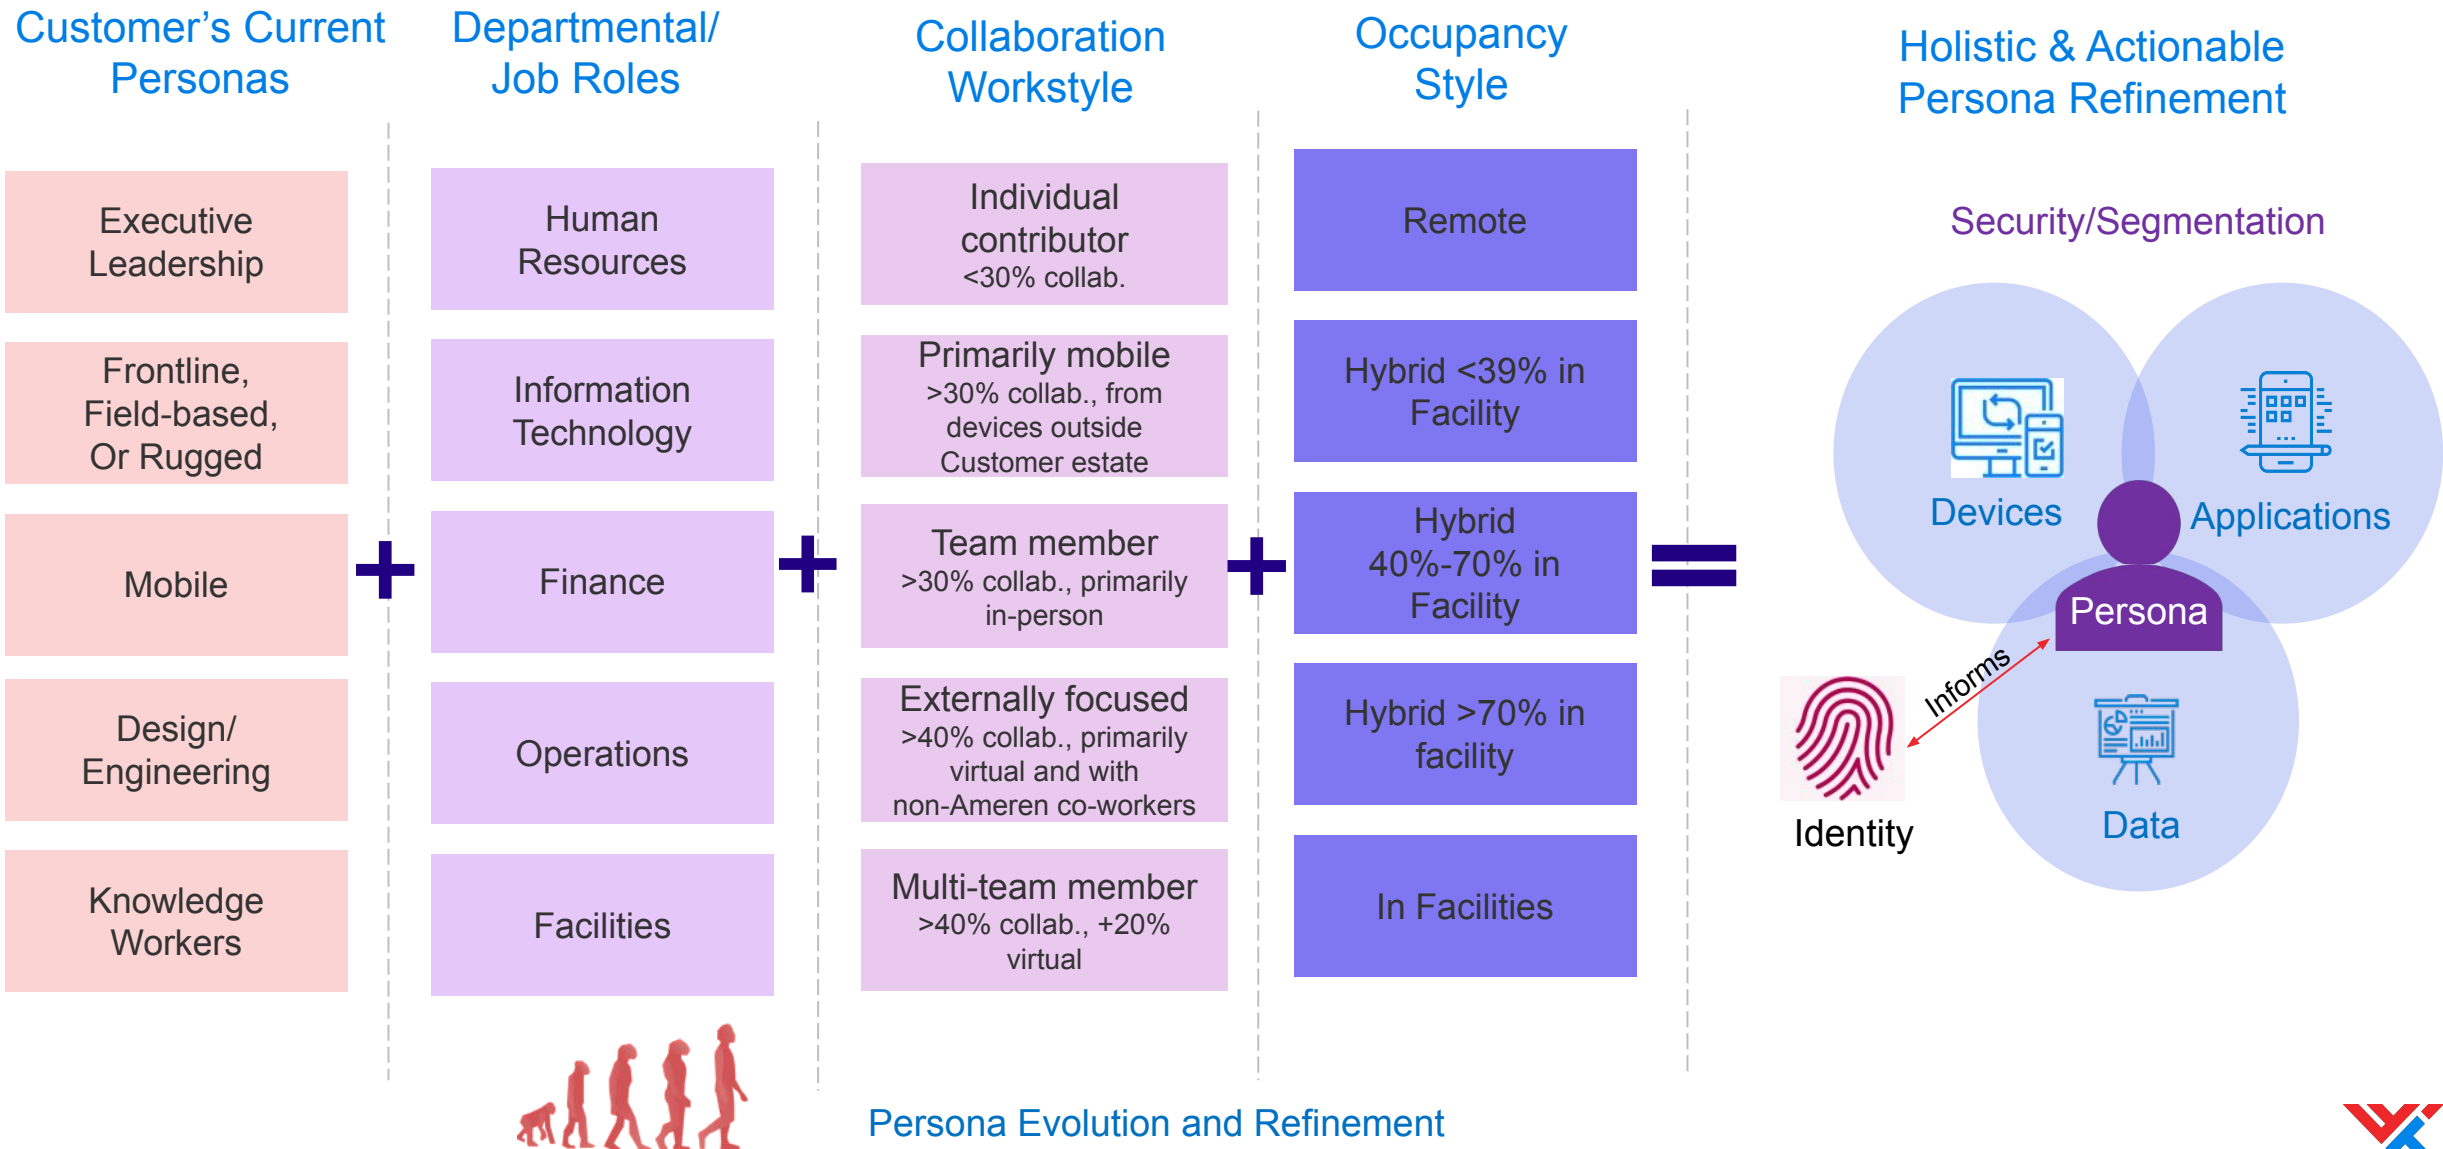 Customer's Current
Personas
Departmental/
Job Roles
Collaboration
Workstyle
Occupancy
Style
Holistic & Actionable
Persona Refinement
Executive
Leadership
Frontline,
Field-based,
Or Rugged
Mobile
Design/
Engineering
Knowledge
Workers
+
Human
Resources
Information
Technology
Finance
Operations
Facilities
+
Individual
contributor
<30% collab.
Primarily mobile
>30% collab., from
devices outside
Customer estate
Team member
>30% collab., primarily
in-person
Externally focused
>40% collab., primarily
virtual and with
non-Ameren co-workers
Multi-team member
>40% collab., +20%
virtual
+
Remote
Hybrid <39% in
Facility
Hybrid
40%-70% in
Facility
Hybrid >70% in
facility
In Facilities
=
Security/Segmentation
Devices
Applications
Persona
Informs
Identity
Data
Persona Evolution and Refinement